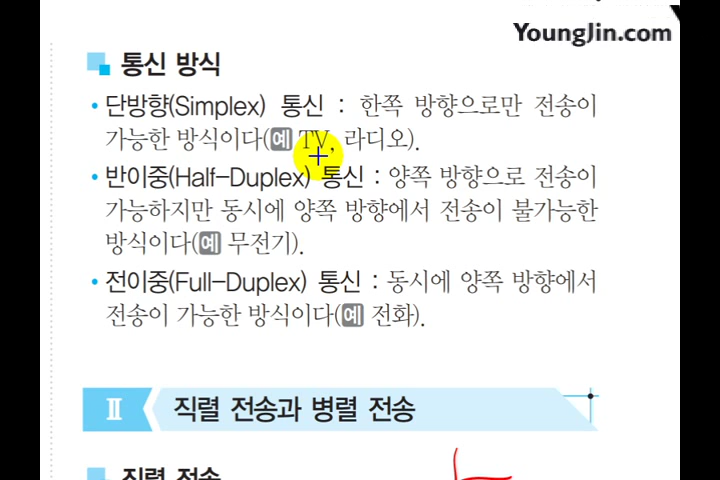 YoungJin.com
통신 방식
• 단방향(Simplex) 통신 : 한쪽 방향으로만 전송이
가능한 방식이다(예 TV, 라디오).
• 반이중(Half-Duplex) 통신 : 양쪽 방향으로 전송이
가능하지만 동시에 양쪽 방향에서 전송이 불가능한
방식이다(예 무전기).
• 전이중(Full-Duplex) 통신 : 동시에 양쪽 방향에서
전송이 가능한 방식이다(예 전화).
Ⅱ 직렬 전송과 병렬 전송
직렬 전송